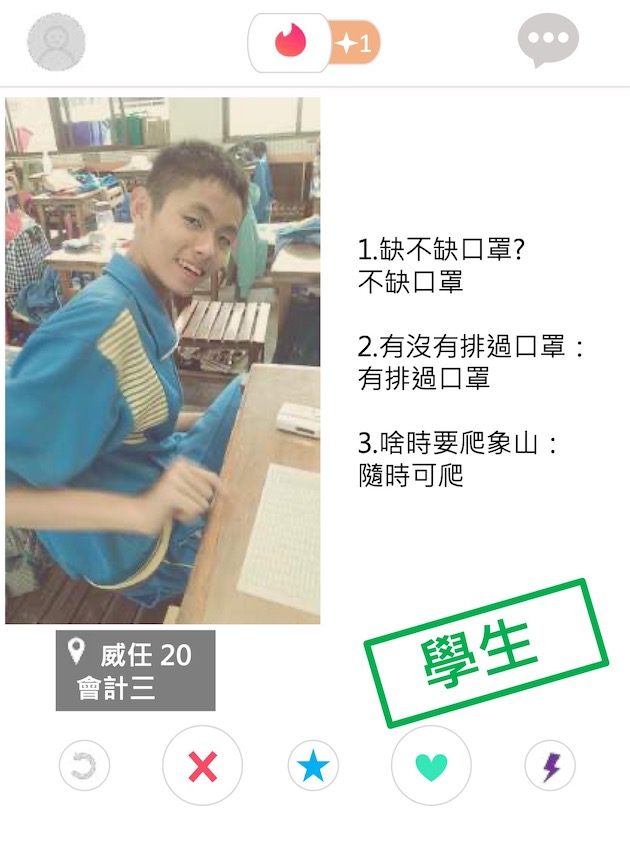 1
1.缺不缺口罩?
不缺口罩
2.有沒有排過口罩：
有排過口罩
3.啥時要爬象山：
隨時可爬
威任 20
會計三
學生